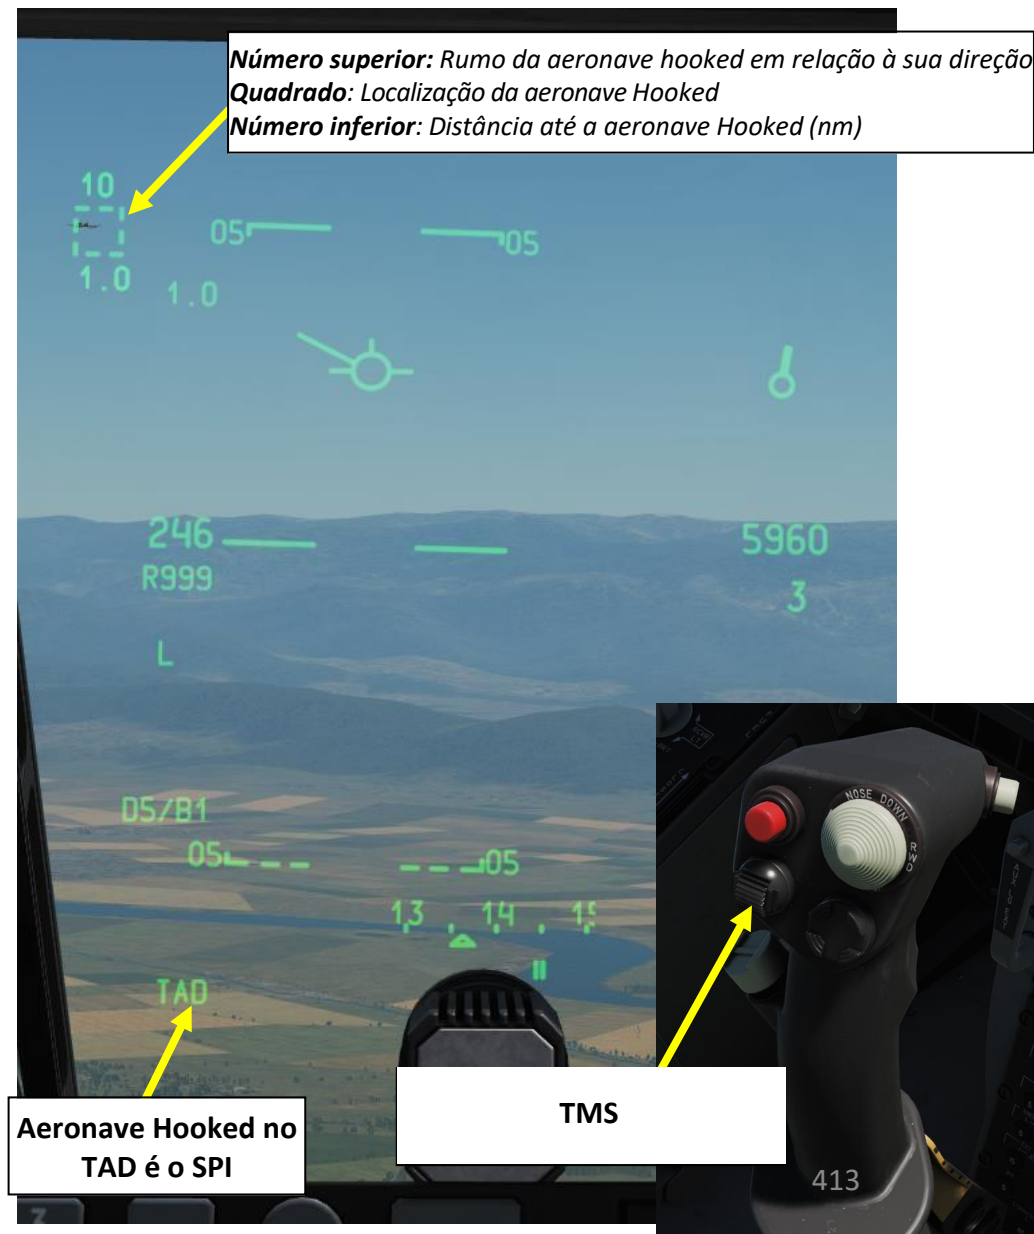 Número superior: Rumo da aeronave hooked em relação à sua direção
Quadrado: Localização da aeronave Hooked
Número inferior: Distância até a aeronave Hooked (nm)
10
05 05
1.0
1.0
246
5960
R999
3
L
D5/B1
05 05
13 14
TAD
NOSE DOWN
RWD
Aeronave Hooked no
TAD é o SPI
TMS
413
3